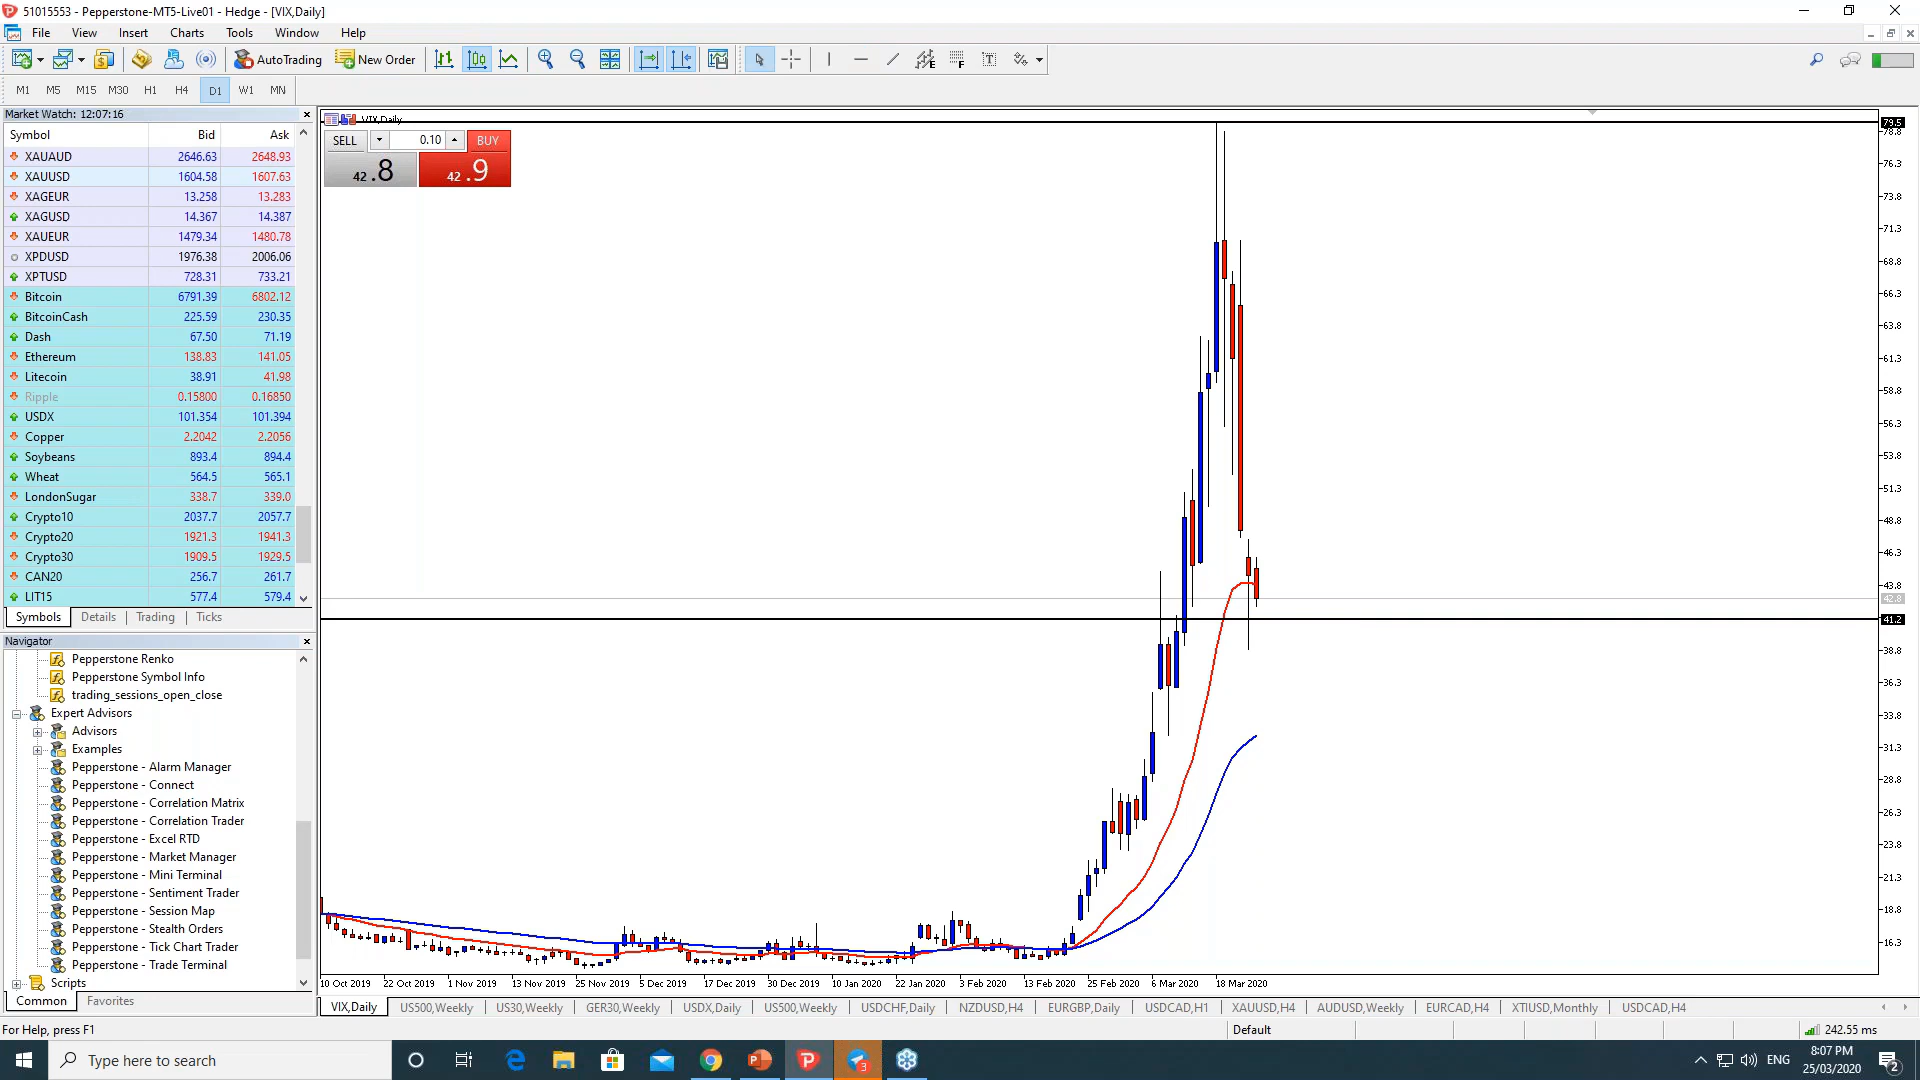 51015553 - Pepperstone-MT5-Live01 - Hedge - [VIX,Daily]
File View Insert Charts Tools Window Help
AutoTrading New Order
M1 M5 M15 M30 H1 H4 D1 W1 MN
Market Watch: 12:07:16
Symbol Bid Ask
XAUAUD 2646.63 2648.93
XAUUSD 1604.58 1607.63
XAGEUR 13.258 13.283
XAGUSD 14.367 14.387
XAUEUR 1479.34 1480.78
XPDUSD 1976.38 2006.06
XPTUSD 728.31 733.21
Bitcoin 6791.39 6802.12
BitcoinCash 225.59 230.35
Dash 67.50 71.19
Ethereum 138.83 141.05
Litecoin 38.91 41.98
Ripple 0.15800 0.16850
USDX 101.354 101.394
Copper 2.2042 2.2056
Soybeans 893.4 894.4
Wheat 564.5 565.1
LondonSugar 338.7 339.0
Crypto10 2037.7 2057.7
Crypto20 1921.3 1941.3
Crypto30 1909.5 1929.5
CAN20 256.7 261.7
LIT15 577.4 579.4
Symbols Details Trading Ticks
Navigator
Pepperstone Renko
Pepperstone Symbol Info
trading_sessions_open_close
Expert Advisors
Advisors
Examples
Pepperstone - Alarm Manager
Pepperstone - Connect
Pepperstone - Correlation Matrix
Pepperstone - Correlation Trader
Pepperstone - Excel RTD
Pepperstone - Market Manager
Pepperstone - Mini Terminal
Pepperstone - Sentiment Trader
Pepperstone - Session Map
Pepperstone - Stealth Orders
Pepperstone - Tick Chart Trader
Pepperstone - Trade Terminal
Scripts
Common Favorites
VIX,Daily
SELL 0.10 BUY
42.8 42.9
79.5
78.8
76.3
73.8
71.3
68.8
66.3
63.8
61.3
58.8
56.3
53.8
51.3
48.8
46.3
43.8
42.8
41.2
38.8
36.3
33.8
31.3
28.8
26.3
23.8
21.3
18.8
16.3
10 Oct 2019 22 Oct 2019 1 Nov 2019 13 Nov 2019 25 Nov 2019 5 Dec 2019 17 Dec 2019 30 Dec 2019 10 Jan 2020 22 Jan 2020 3 Feb 2020 13 Feb 2020 25 Feb 2020 6 Mar 2020 18 Mar 2020
VIX,Daily US500,Weekly US30,Weekly GER30,Weekly USDX,Daily US500,Weekly USDCHF,Daily NZDUSD,H4 EURGBP,Daily USDCAD,H1 XAUUSD,H4 AUDUSD,Weekly EURCAD,H4 XTIUSD,Monthly USDCAD,H4
For Help, press F1 Default 242.55 ms
Type here to search
3
ENG
8:07 PM
25/03/2020
2